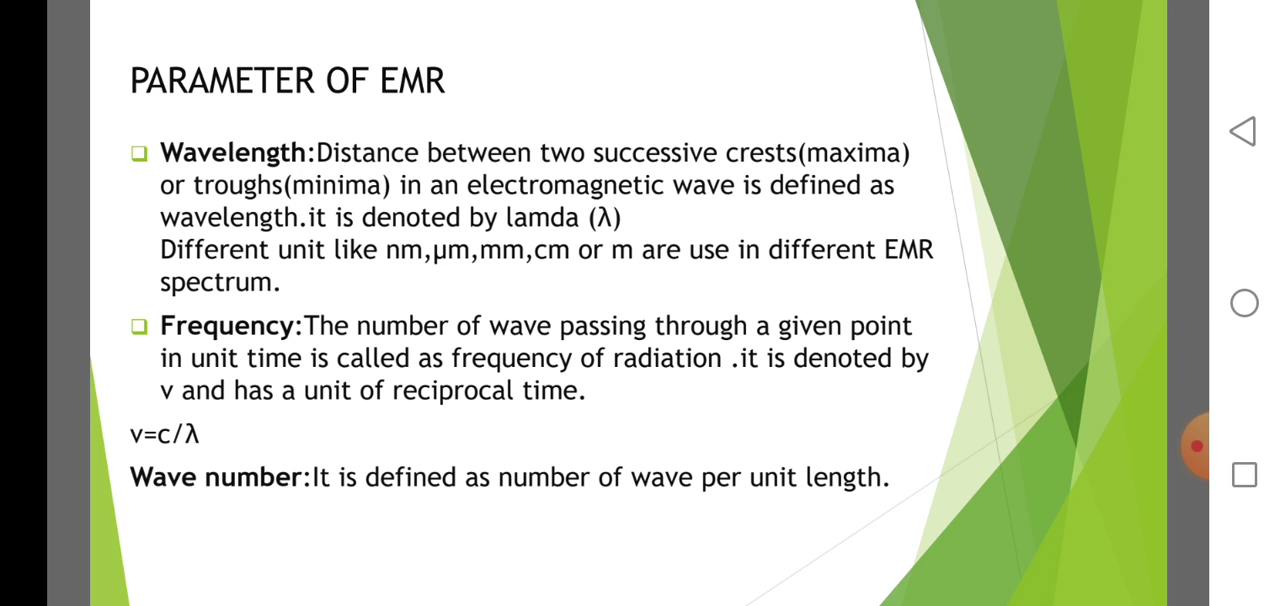 PARAMETER OF EMR
Wavelength:Distance between two successive crests(maxima)
or troughs(minima) in an electromagnetic wave is defined as
wavelength.it is denoted by lamda (λ)
Different unit like nm,μm,mm,cm or m are use in different EMR
spectrum.
Frequency:The number of wave passing through a given point
in unit time is called as frequency of radiation .it is denoted by
v and has a unit of reciprocal time.
v=c/λ
Wave number:It is defined as number of wave per unit length.